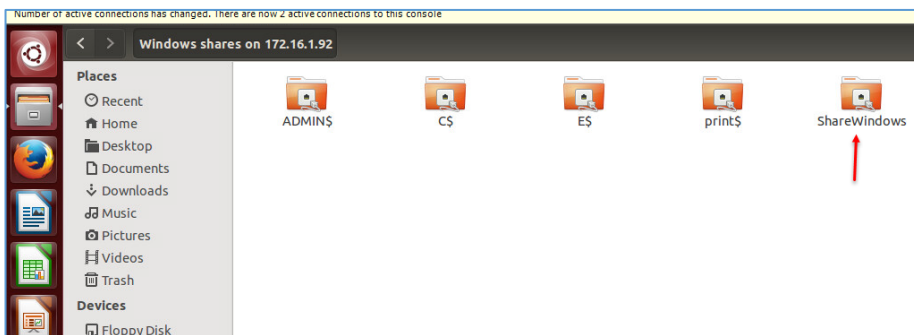 Number of active connections has changed. There are now 2 active connections to this console
Windows shares on 172.16.1.92
Places
Recent
Home
Desktop
Documents
Downloads
Music
Pictures
Videos
Trash
Devices
Floppy Disk
ADMIN$
C$
E$
print$
ShareWindows